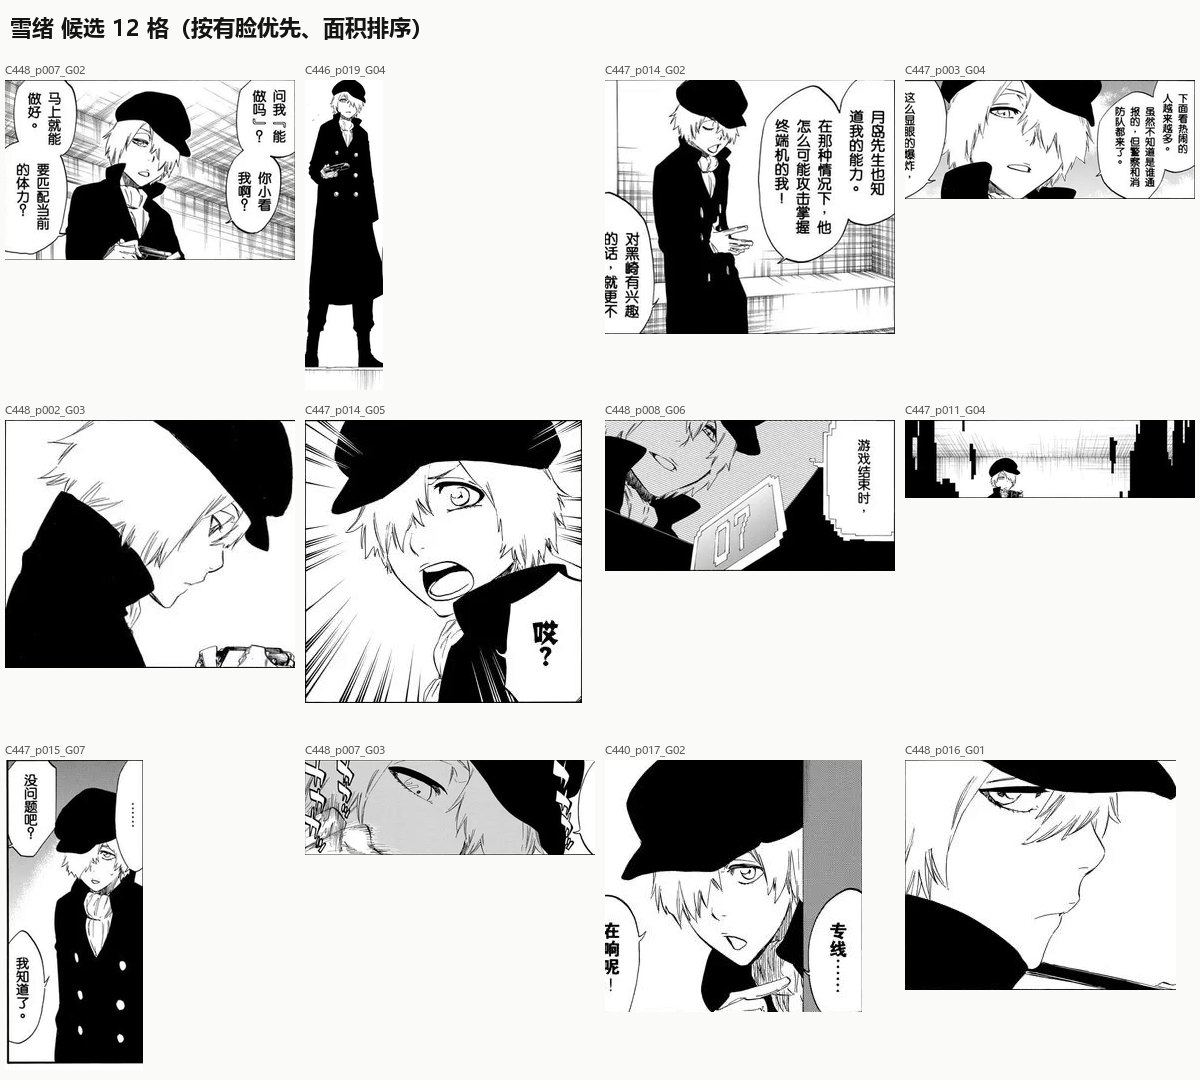 雪绪 候选 12 格（按有脸优先、面积排序）
C448_p007_G02
问我『能
做吗』？
你小看
我啊？
马上就能
做好。
要匹配当前
的体力？
C446_p019_G04
C447_p014_G02
月岛先生也知
道我的能力。
在那种情况下，他
怎么可能攻击掌握
终端机的我！
对黑崎有兴趣
的话，就更不
C447_p003_G04
下面看热闹的
人越来越多。
虽然不知道是谁通
报的，但警察和消
防队都来了。
这么显眼的爆炸，
C448_p002_G03
C447_p014_G05
哎？
C448_p008_G06
游戏结束时，
07
C447_p011_G04
C447_p015_G07
……
没问题吧？
我知道了。
C448_p007_G03
C440_p017_G02
专线……
在响呢！
C448_p016_G01